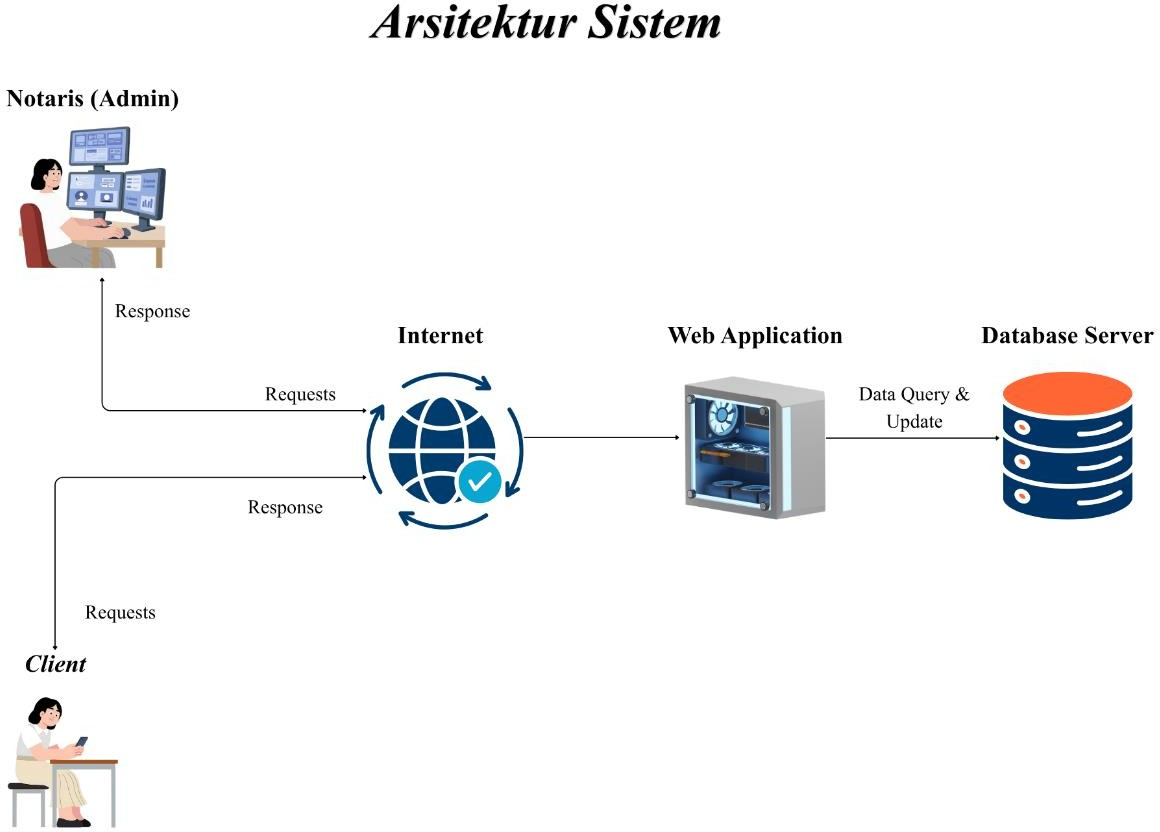 Arsitektur Sistem
Notaris (Admin)
Response
Requests
Internet
Web Application
Database Server
Data Query &
Update
Response
Requests
Client